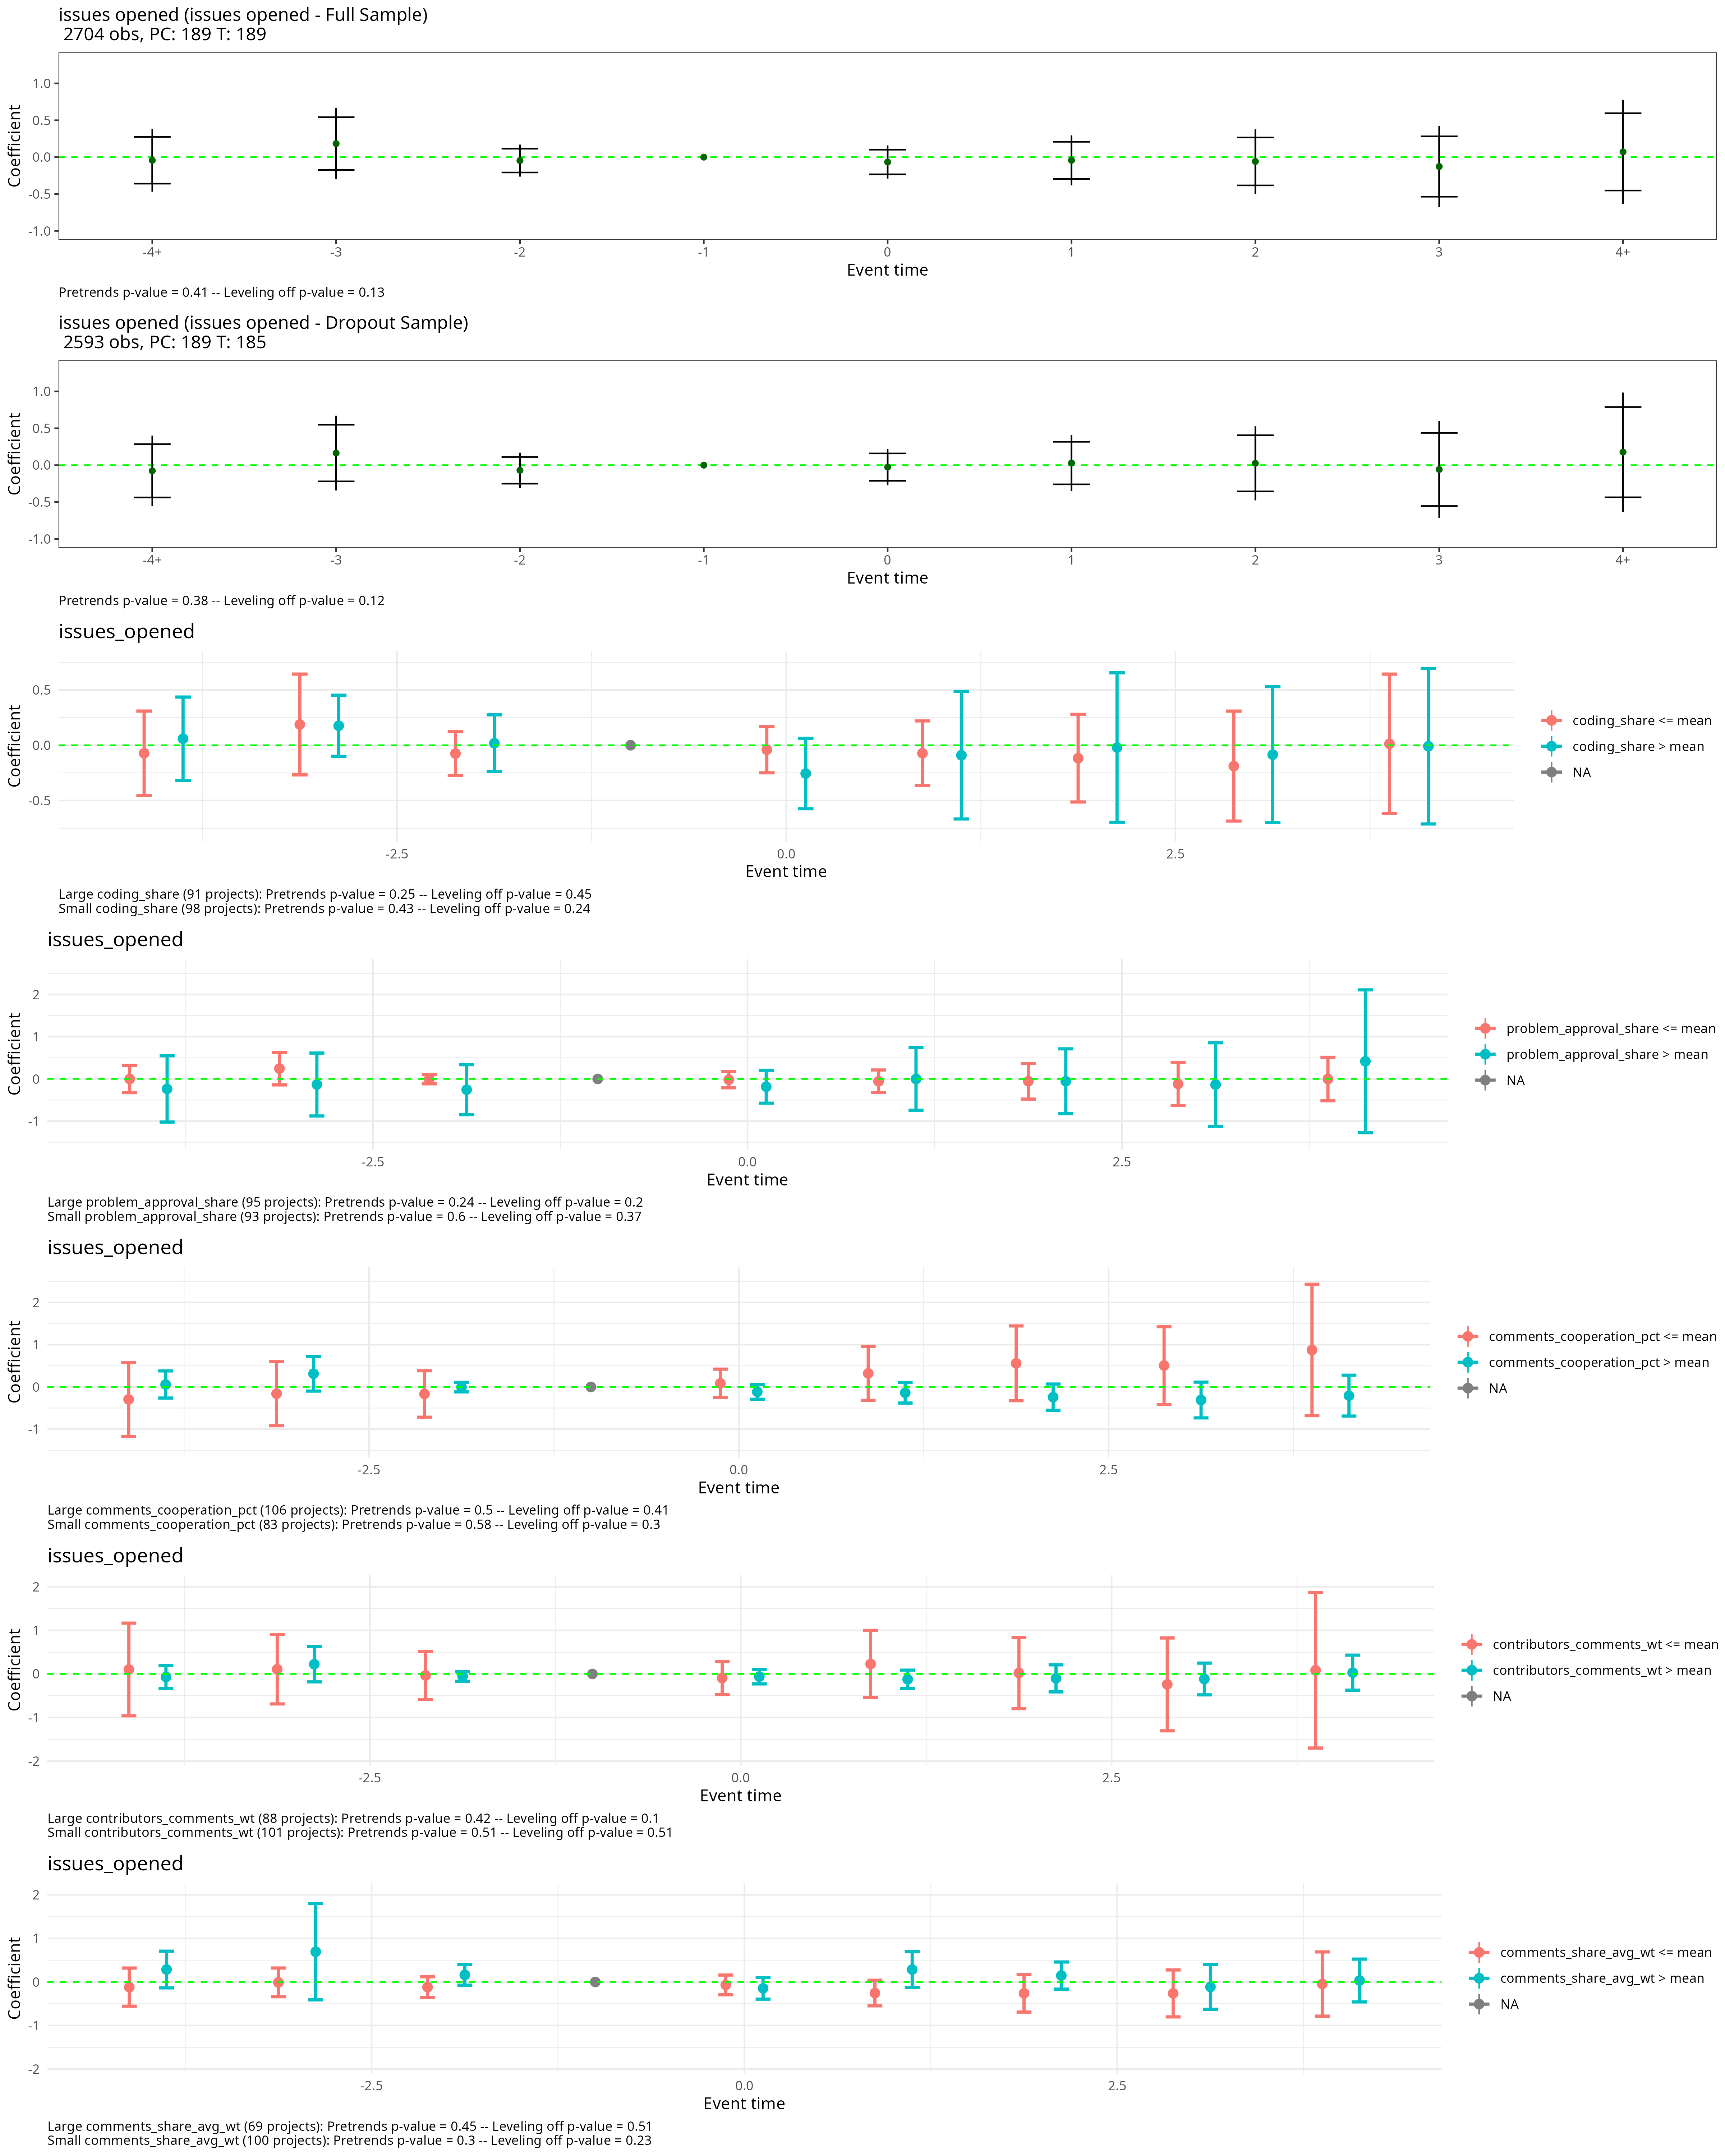 issues opened (issues opened - Full Sample)
2704 obs, PC: 189 T: 189
Coefficient
1.0
0.5
0.0
-0.5
-1.0
-4+
-3
-2
-1
0
1
2
3
4+
Event time
Pretrends p-value = 0.41 -- Leveling off p-value = 0.13
issues opened (issues opened - Dropout Sample)
2593 obs, PC: 189 T: 185
Coefficient
1.0
0.5
0.0
-0.5
-1.0
-4+
-3
-2
-1
0
1
2
3
4+
Event time
Pretrends p-value = 0.38 -- Leveling off p-value = 0.12
issues_opened
Coefficient
0.5
0.0
-0.5
-2.5
0.0
2.5
Event time
coding_share <= mean
coding_share > mean
NA
Large coding_share (91 projects): Pretrends p-value = 0.25 -- Leveling off p-value = 0.45
Small coding_share (98 projects): Pretrends p-value = 0.43 -- Leveling off p-value = 0.24
issues_opened
Coefficient
2
1
0
-1
-2.5
0.0
2.5
Event time
problem_approval_share <= mean
problem_approval_share > mean
NA
Large problem_approval_share (95 projects): Pretrends p-value = 0.24 -- Leveling off p-value = 0.2
Small problem_approval_share (93 projects): Pretrends p-value = 0.6 -- Leveling off p-value = 0.37
issues_opened
Coefficient
2
1
0
-1
-2.5
0.0
2.5
Event time
comments_cooperation_pct <= mean
comments_cooperation_pct > mean
NA
Large comments_cooperation_pct (106 projects): Pretrends p-value = 0.5 -- Leveling off p-value = 0.41
Small comments_cooperation_pct (83 projects): Pretrends p-value = 0.58 -- Leveling off p-value = 0.3
issues_opened
Coefficient
2
1
0
-1
-2
-2.5
0.0
2.5
Event time
contributors_comments_wt <= mean
contributors_comments_wt > mean
NA
Large contributors_comments_wt (88 projects): Pretrends p-value = 0.42 -- Leveling off p-value = 0.1
Small contributors_comments_wt (101 projects): Pretrends p-value = 0.51 -- Leveling off p-value = 0.51
issues_opened
Coefficient
2
1
0
-1
-2
-2.5
0.0
2.5
Event time
comments_share_avg_wt <= mean
comments_share_avg_wt > mean
NA
Large comments_share_avg_wt (69 projects): Pretrends p-value = 0.45 -- Leveling off p-value = 0.51
Small comments_share_avg_wt (100 projects): Pretrends p-value = 0.3 -- Leveling off p-value = 0.23